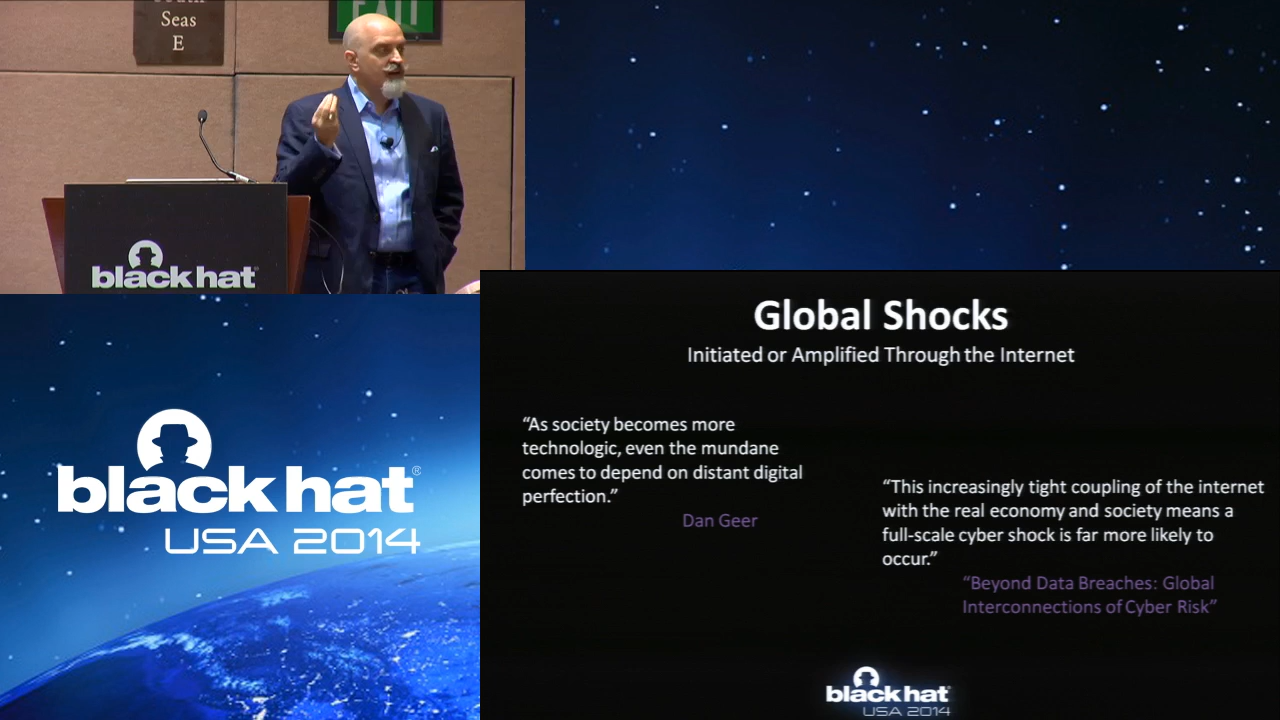 Seas
E
EXIT
black hat
Global Shocks
Initiated or Amplified Through the Internet
“As society becomes more
technologic, even the mundane
comes to depend on distant digital
perfection.”
Dan Geer
“This increasingly tight coupling of the internet
with the real economy and society means a
full-scale cyber shock is far more likely to
occur.”
“Beyond Data Breaches: Global
Interconnections of Cyber Risk”
black hat®
USA 2014
black hat
USA 2014